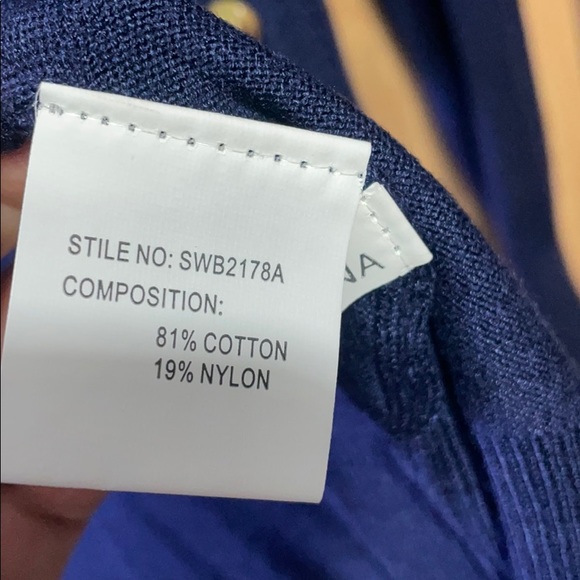 STILE NO: SWB2178A
COMPOSITION:
81% COTTON
19% NYLON